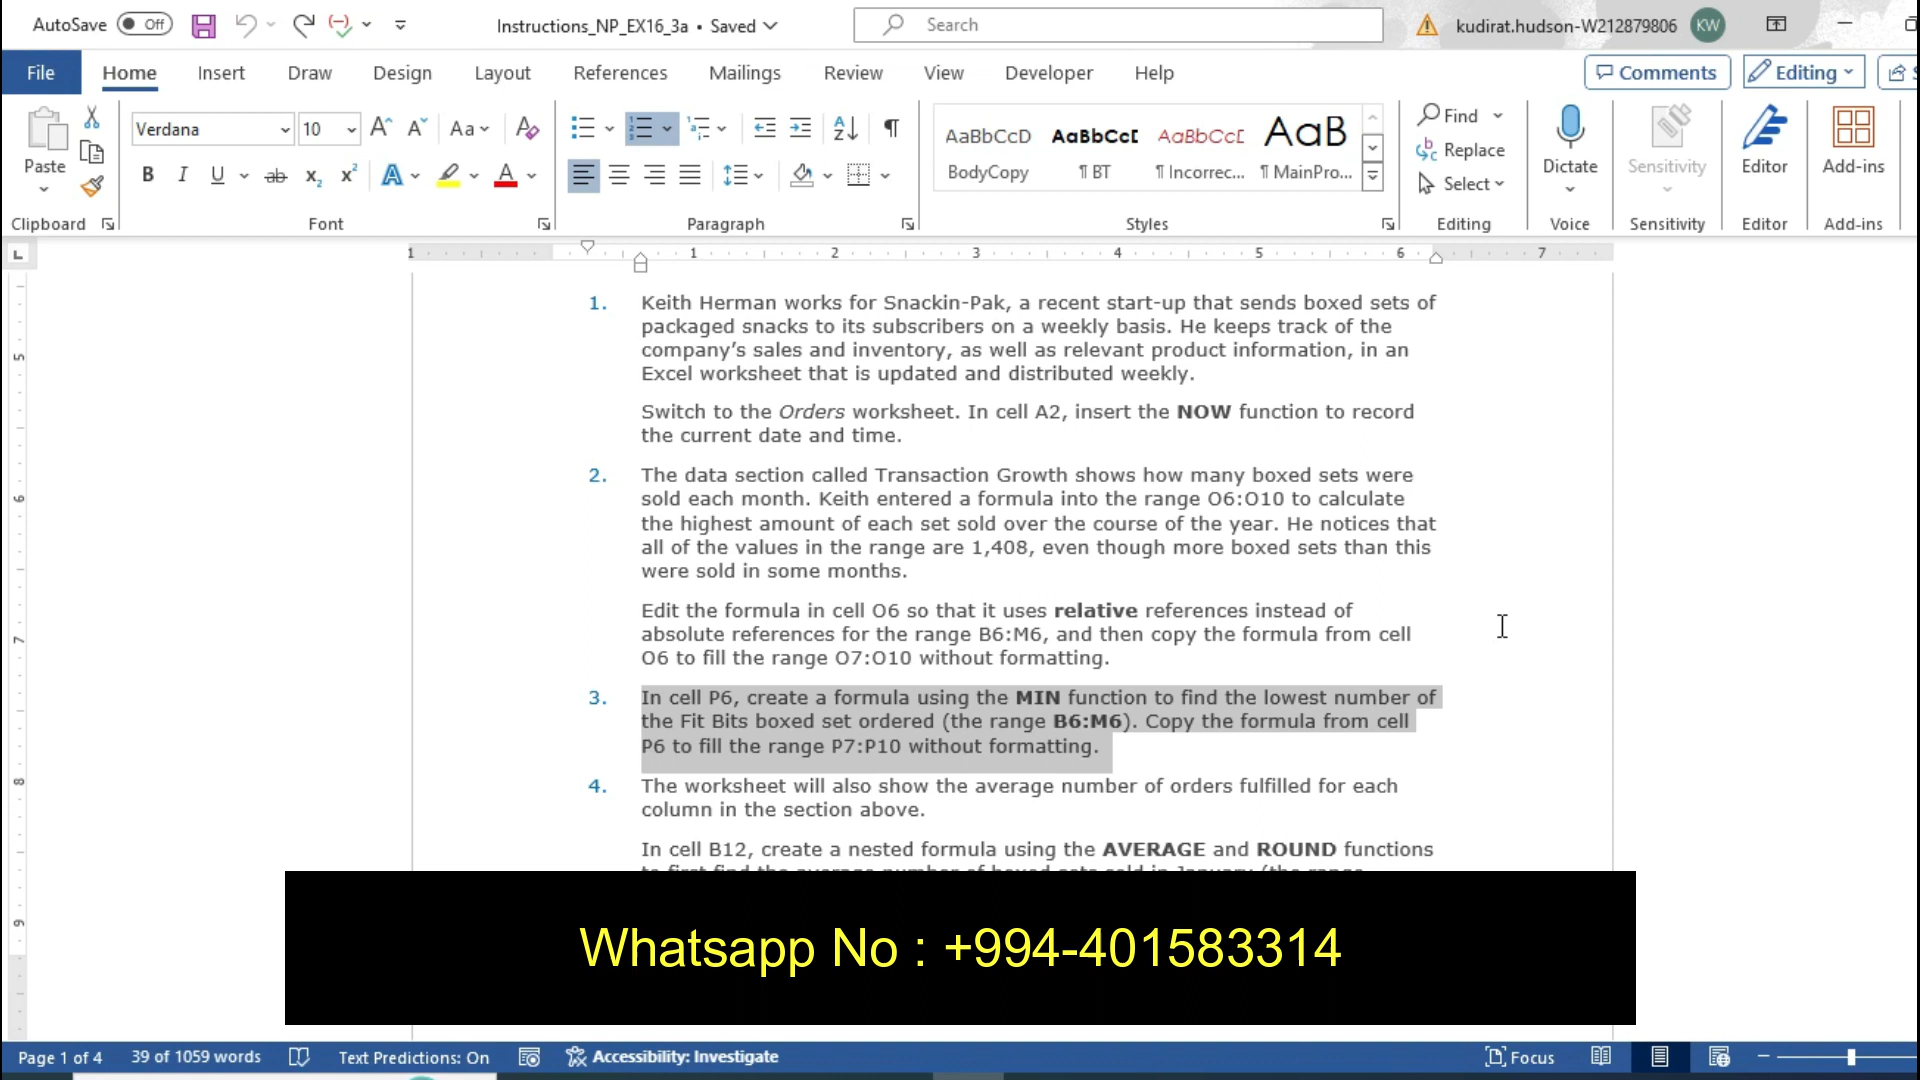 AutoSave Off Instructions_NP_EX16_3a • Saved Search kudirat.hudson-W212879806 KW
File Home Insert Draw Design Layout References Mailings Review View Developer Help Comments Editing
Paste Verdana 10 Aa AaBbCcD AaBbCcD AaBbCcD AaB Find
BodyCopy ¶ BT ¶ Incorrec... ¶ MainPro... Replace
Select
Dictate Sensitivity Editor Add-ins
Clipboard Font Paragraph Styles Editing Voice Sensitivity Editor Add-ins
1 1 2 3 4 5 6 7
1. Keith Herman works for Snackin-Pak, a recent start-up that sends boxed sets of
packaged snacks to its subscribers on a weekly basis. He keeps track of the
company’s sales and inventory, as well as relevant product information, in an
Excel worksheet that is updated and distributed weekly.
Switch to the Orders worksheet. In cell A2, insert the NOW function to record
the current date and time.
2. The data section called Transaction Growth shows how many boxed sets were
sold each month. Keith entered a formula into the range O6:O10 to calculate
the highest amount of each set sold over the course of the year. He notices that
all of the values in the range are 1,408, even though more boxed sets than this
were sold in some months.
Edit the formula in cell O6 so that it uses relative references instead of
absolute references for the range B6:M6, and then copy the formula from cell
O6 to fill the range O7:O10 without formatting.
3. In cell P6, create a formula using the MIN function to find the lowest number of
the Fit Bits boxed set ordered (the range B6:M6). Copy the formula from cell
P6 to fill the range P7:P10 without formatting.
4. The worksheet will also show the average number of orders fulfilled for each
column in the section above.
In cell B12, create a nested formula using the AVERAGE and ROUND functions
Whatsapp No : +994-401583314
Page 1 of 4 39 of 1059 words Text Predictions: On Accessibility: Investigate Focus